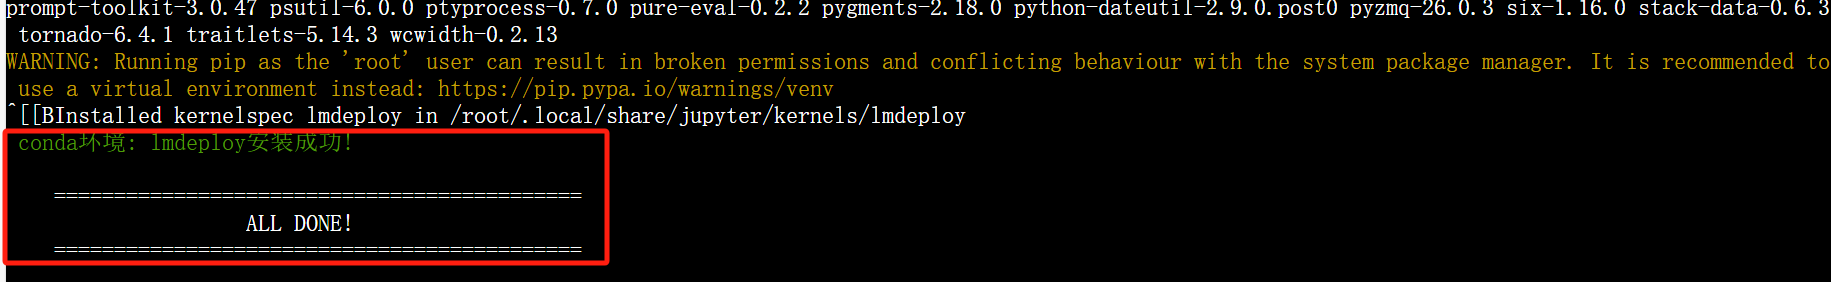 prompt-toolkit-3.0.47 psutil-6.0.0 ptyprocess-0.7.0 pure-eval-0.2.2 pygments-2.18.0 python-dateutil-2.9.0.post0 pyzmq-26.0.3 six-1.16.0 stack-data-0.6.3
tornado-6.4.1 traitlets-5.14.3 wcwidth-0.2.13
WARNING: Running pip as the 'root' user can result in broken permissions and conflicting behaviour with the system package manager. It is recommended to
use a virtual environment instead: https://pip.pypa.io/warnings/venv
^[[BInstalled kernelspec lmdeploy in /root/.local/share/jupyter/kernels/lmdeploy
conda环境: lmdeploy安装成功!
============================================
ALL DONE!
============================================